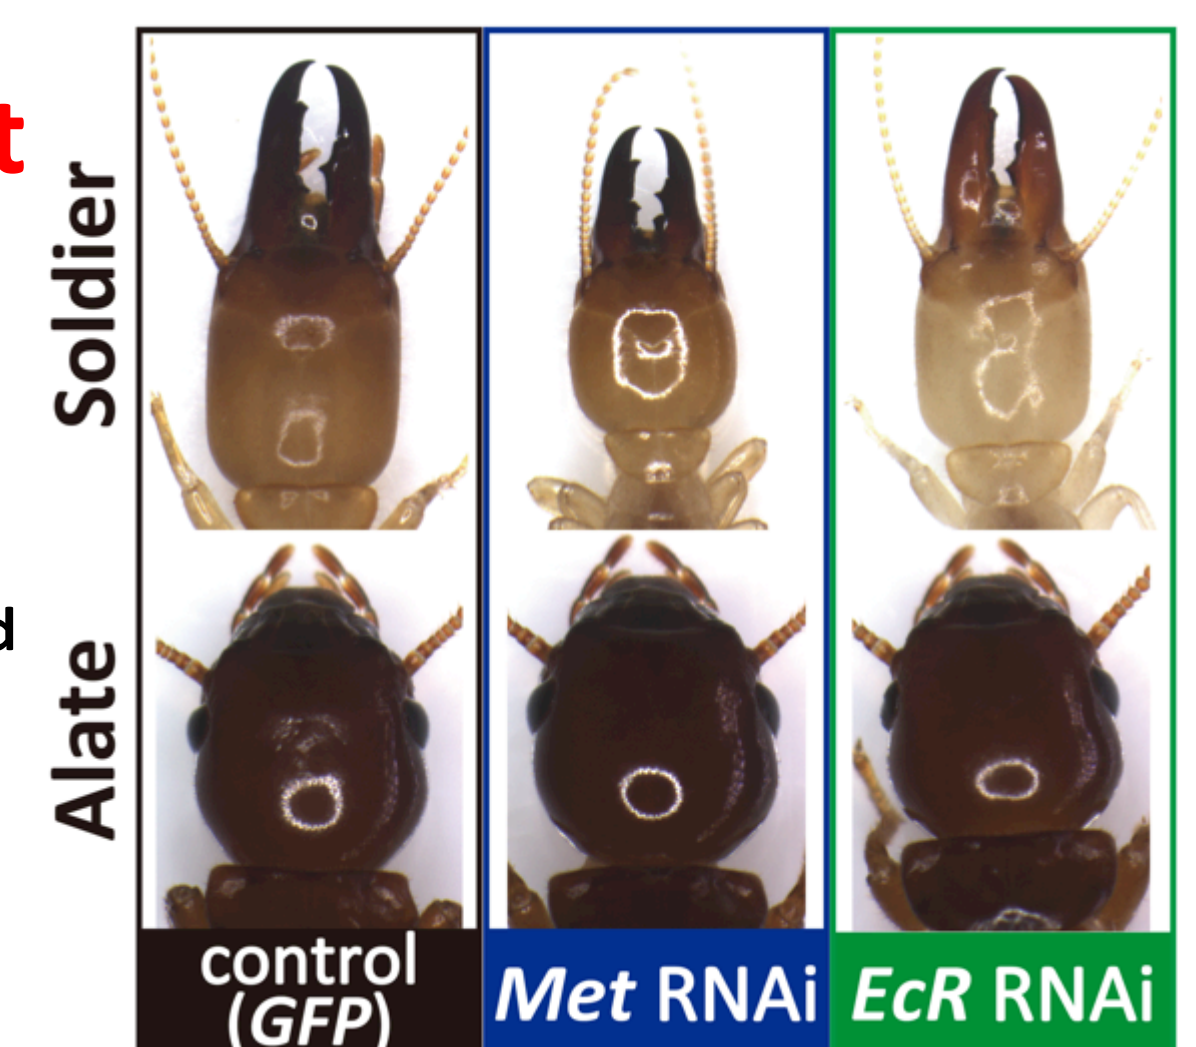 t
Soldier
d
Alate
control
(GFP)
Met RNAi
EcR RNAi